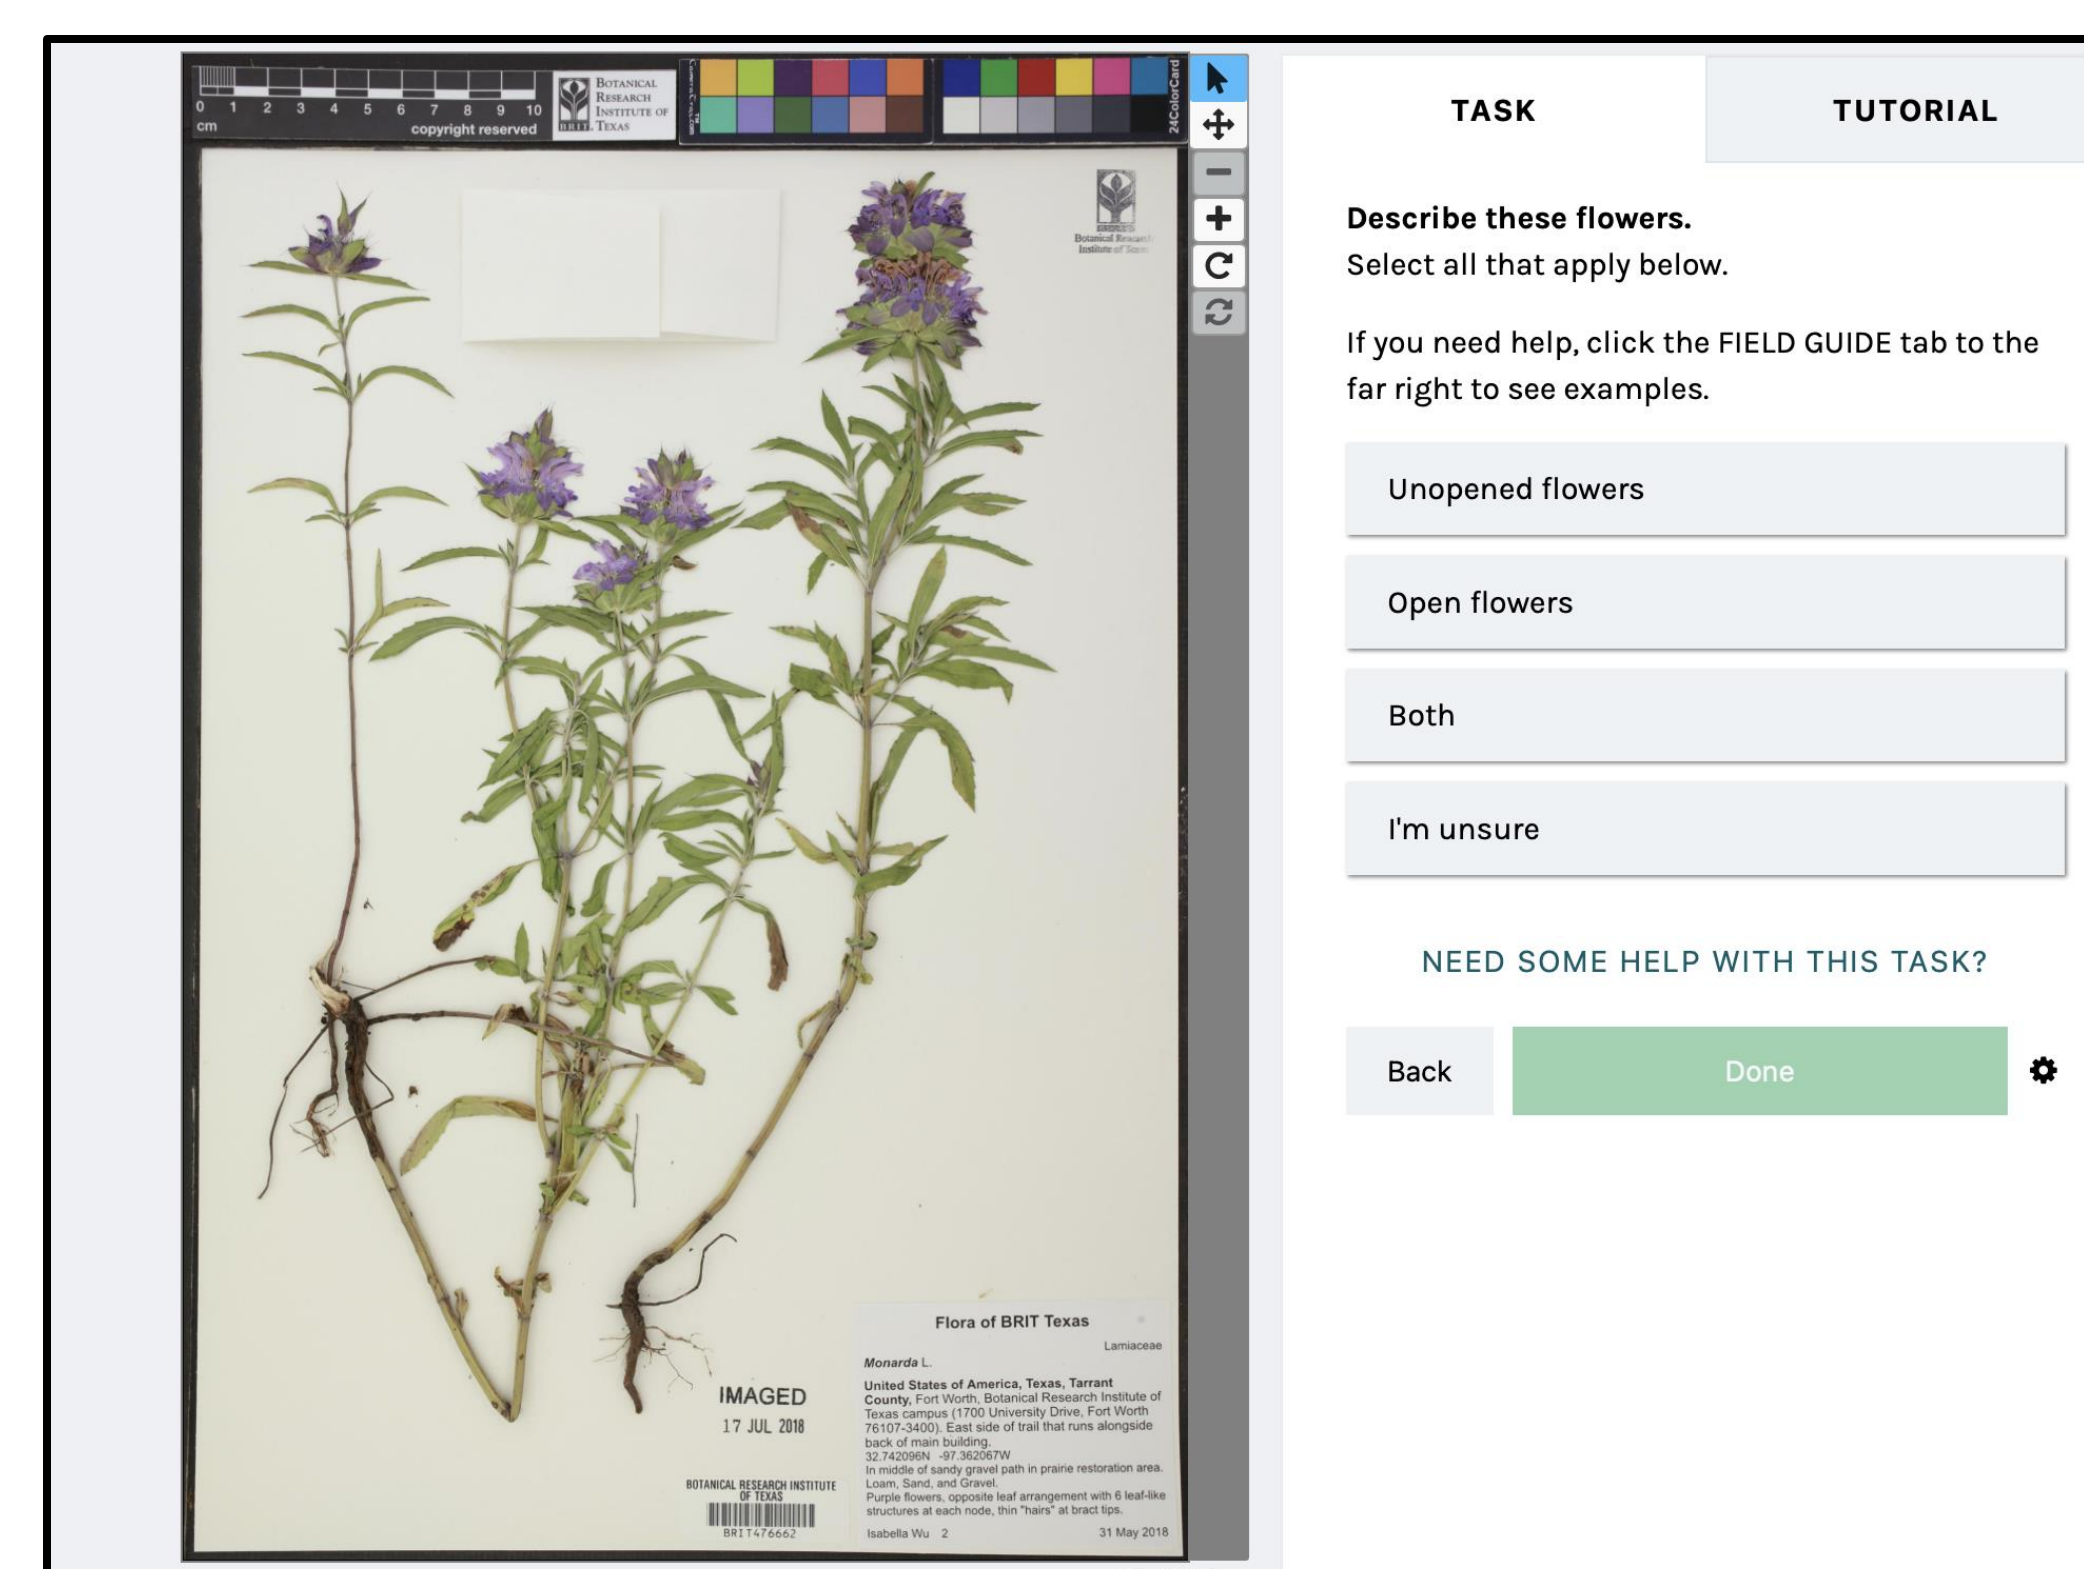 0 1 2 3 4 5 6 7 8 9 10
cm
copyright reserved
BOTANICAL
RESEARCH
INSTITUTE OF
TEXAS
BRIT
24ColorCard
Botanical Research
Institute of Texas
Flora of BRIT Texas
Lamiaceae
Monarda L.
United States of America, Texas, Tarrant
County, Fort Worth, Botanical Research Institute of
Texas campus (1700 University Drive, Fort Worth
76107-3400). East side of trail that runs alongside
back of main building.
32.742096N -97.362067W
In middle of sandy gravel path in prairie restoration area.
Loam, Sand, and Gravel.
Purple flowers, opposite leaf arrangement with 6 leaf-like
structures at each node, thin "hairs" at bract tips.
Isabella Wu 2 31 May 2018
IMAGED
17 JUL 2018
BOTANICAL RESEARCH INSTITUTE
OF TEXAS
BRIT476662
TASK
TUTORIAL
Describe these flowers.
Select all that apply below.
If you need help, click the FIELD GUIDE tab to the
far right to see examples.
Unopened flowers
Open flowers
Both
I'm unsure
NEED SOME HELP WITH THIS TASK?
Back
Done